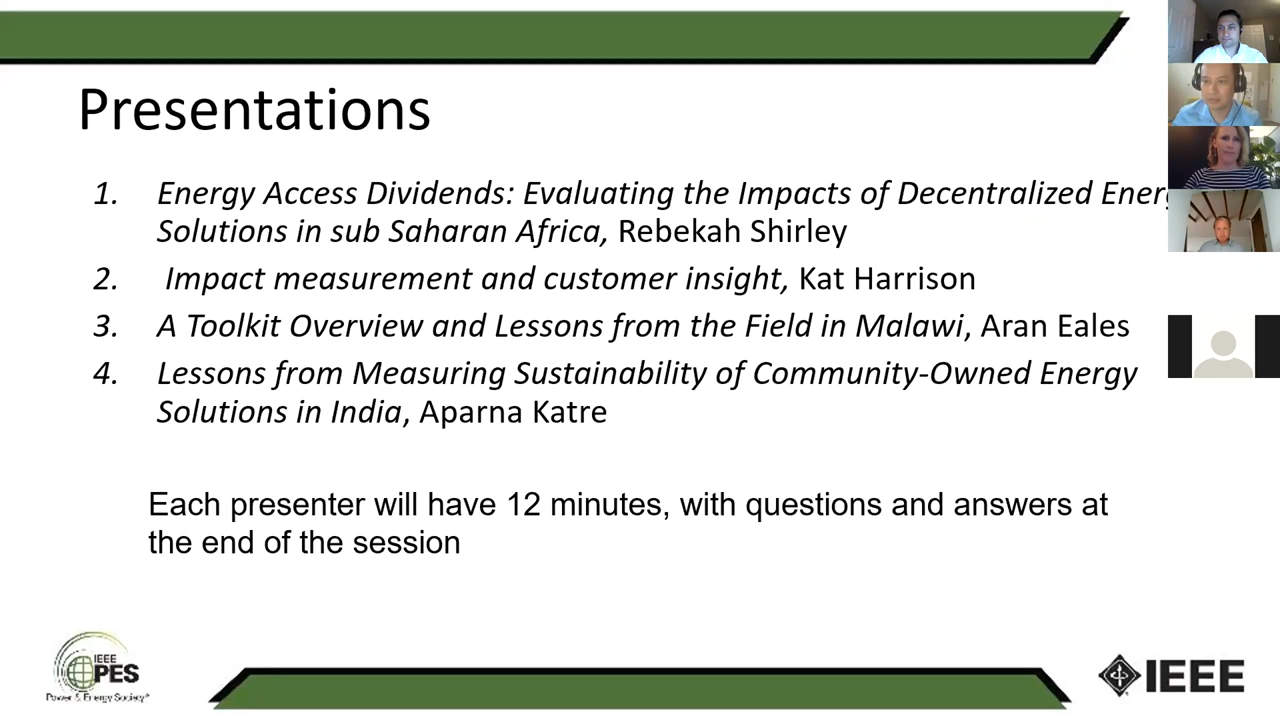 Presentations
1. Energy Access Dividends: Evaluating the Impacts of Decentralized Energ
Solutions in sub Saharan Africa, Rebekah Shirley
2. Impact measurement and customer insight, Kat Harrison
3. A Toolkit Overview and Lessons from the Field in Malawi, Aran Eales
4. Lessons from Measuring Sustainability of Community-Owned Energy
Solutions in India, Aparna Katre
Each presenter will have 12 minutes, with questions and answers at
the end of the session
IEEE
PES
Power & Energy Society®
IEEE